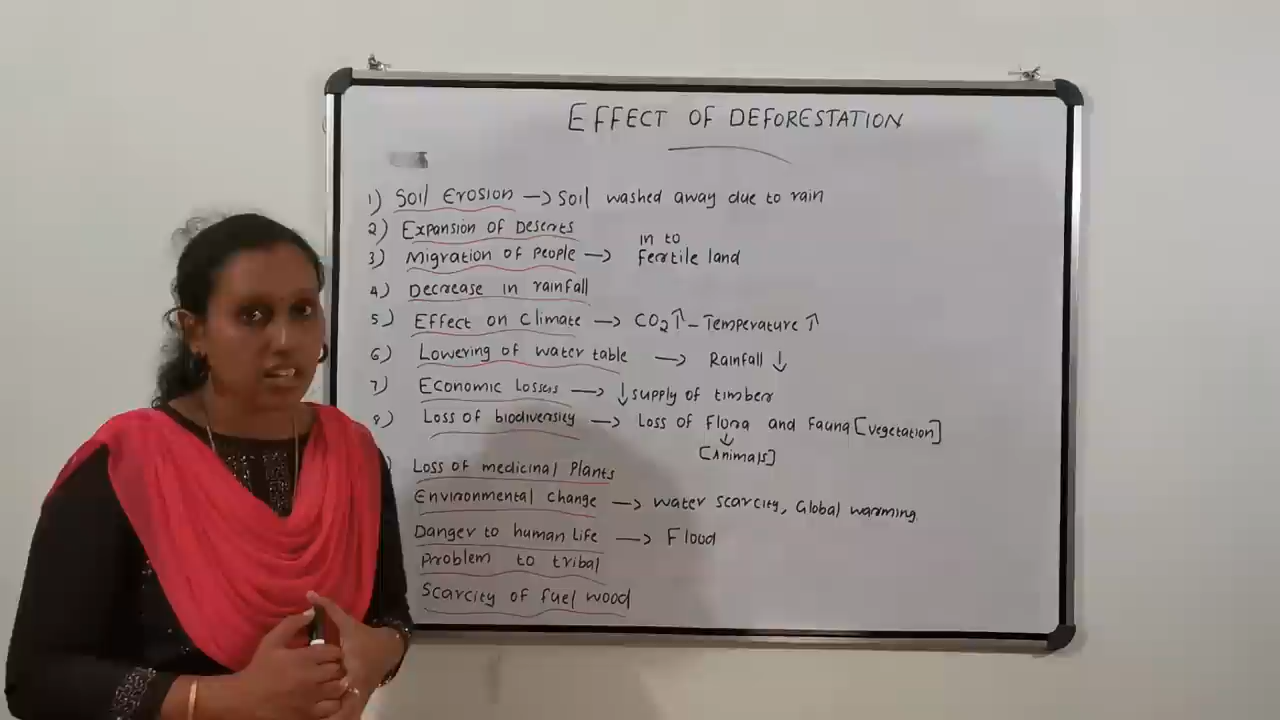 EFFECT OF DEFORESTATION
1) Soil Erosion → Soil washed away due to rain
2) Expansion of Deserts
3) Migration of people → in to fertile land
4) Decrease in rainfall
5) Effect on Climate → CO2↑ - Temperature ↑
6) Lowering of water table → Rainfall ↓
7) Economic Losses → ↓ supply of timber
8) Loss of biodiversity → Loss of Flora and Fauna [vegetation]
↓
[Animals]
Loss of medicinal Plants
Environmental change → water scarcity, Global warming.
Danger to human Life → Flood
Problem to tribal
Scarcity of fuel wood